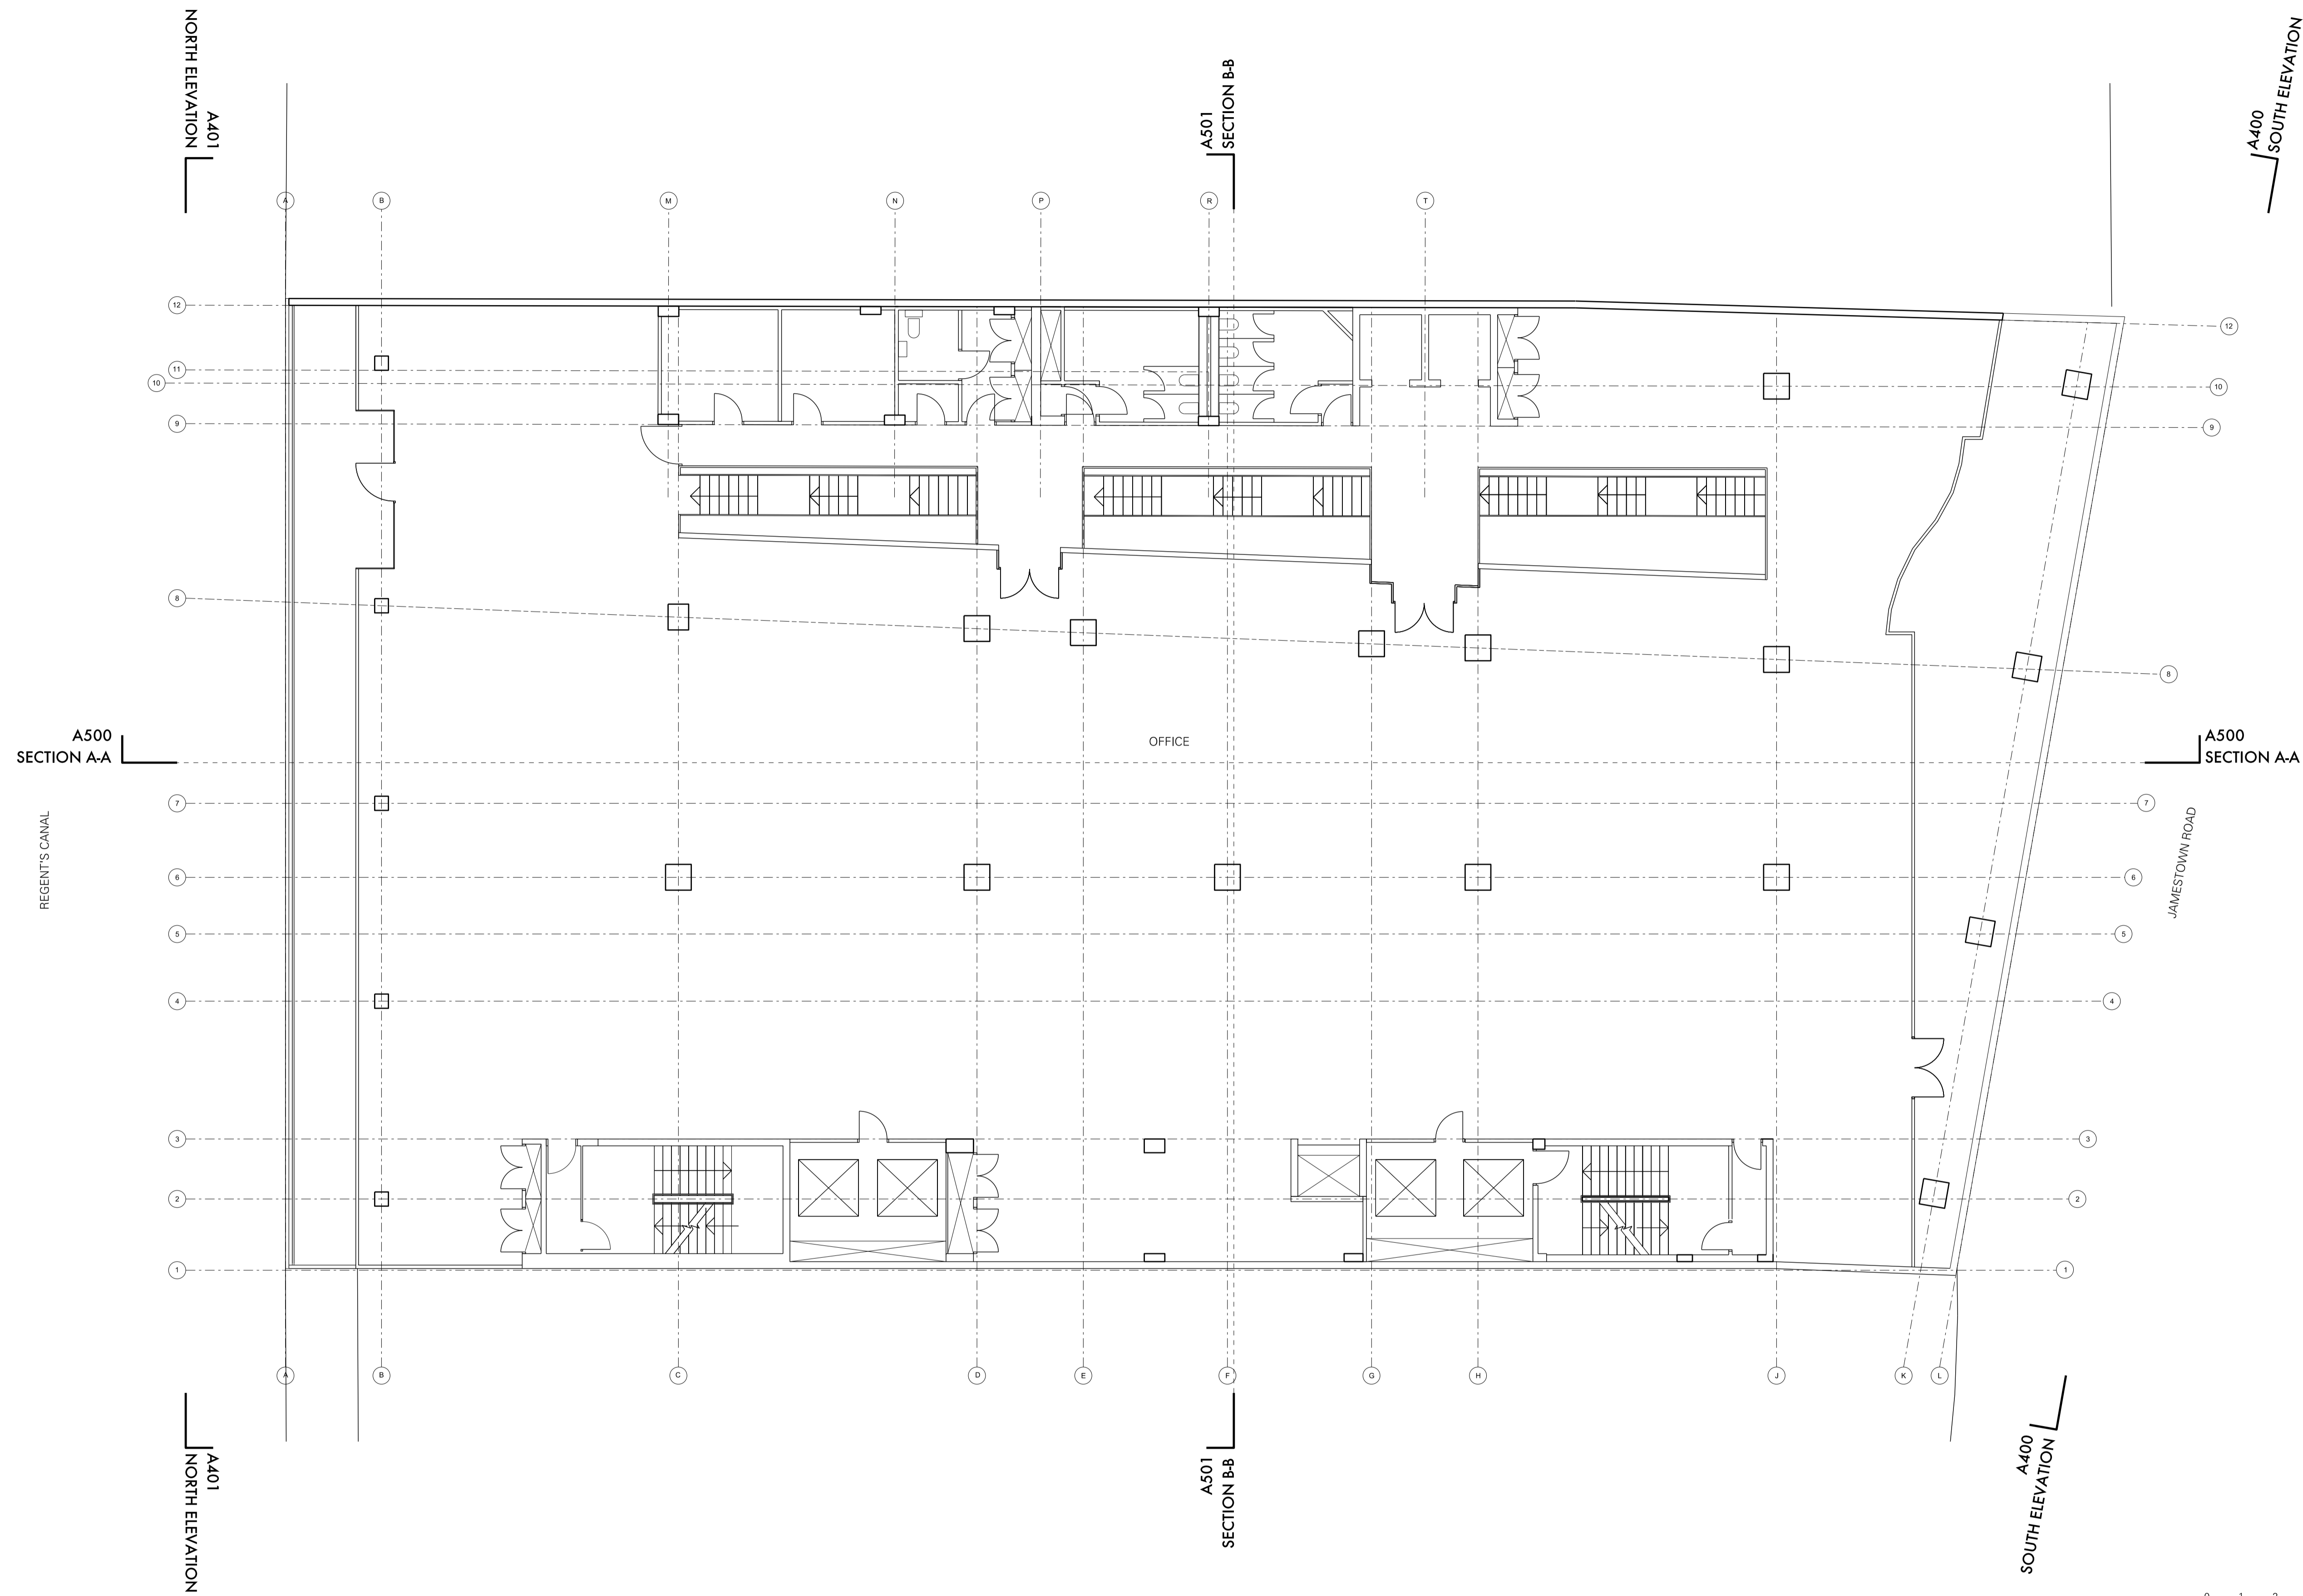 NORTH ELEVATION
A401
A501
SECTION B-B
A400
SOUTH ELEVATION
A
B
M
N
P
R
T
12
12
11
10
10
9
9
8
8
OFFICE
A500
SECTION A-A
A500
SECTION A-A
7
7
REGENT'S CANAL
JAMESTOWN ROAD
6
6
5
5
4
4
3
3
2
2
1
1
A
B
C
D
E
F
G
H
J
K
L
A401
NORTH ELEVATION
A501
SECTION B-B
A400
SOUTH ELEVATION